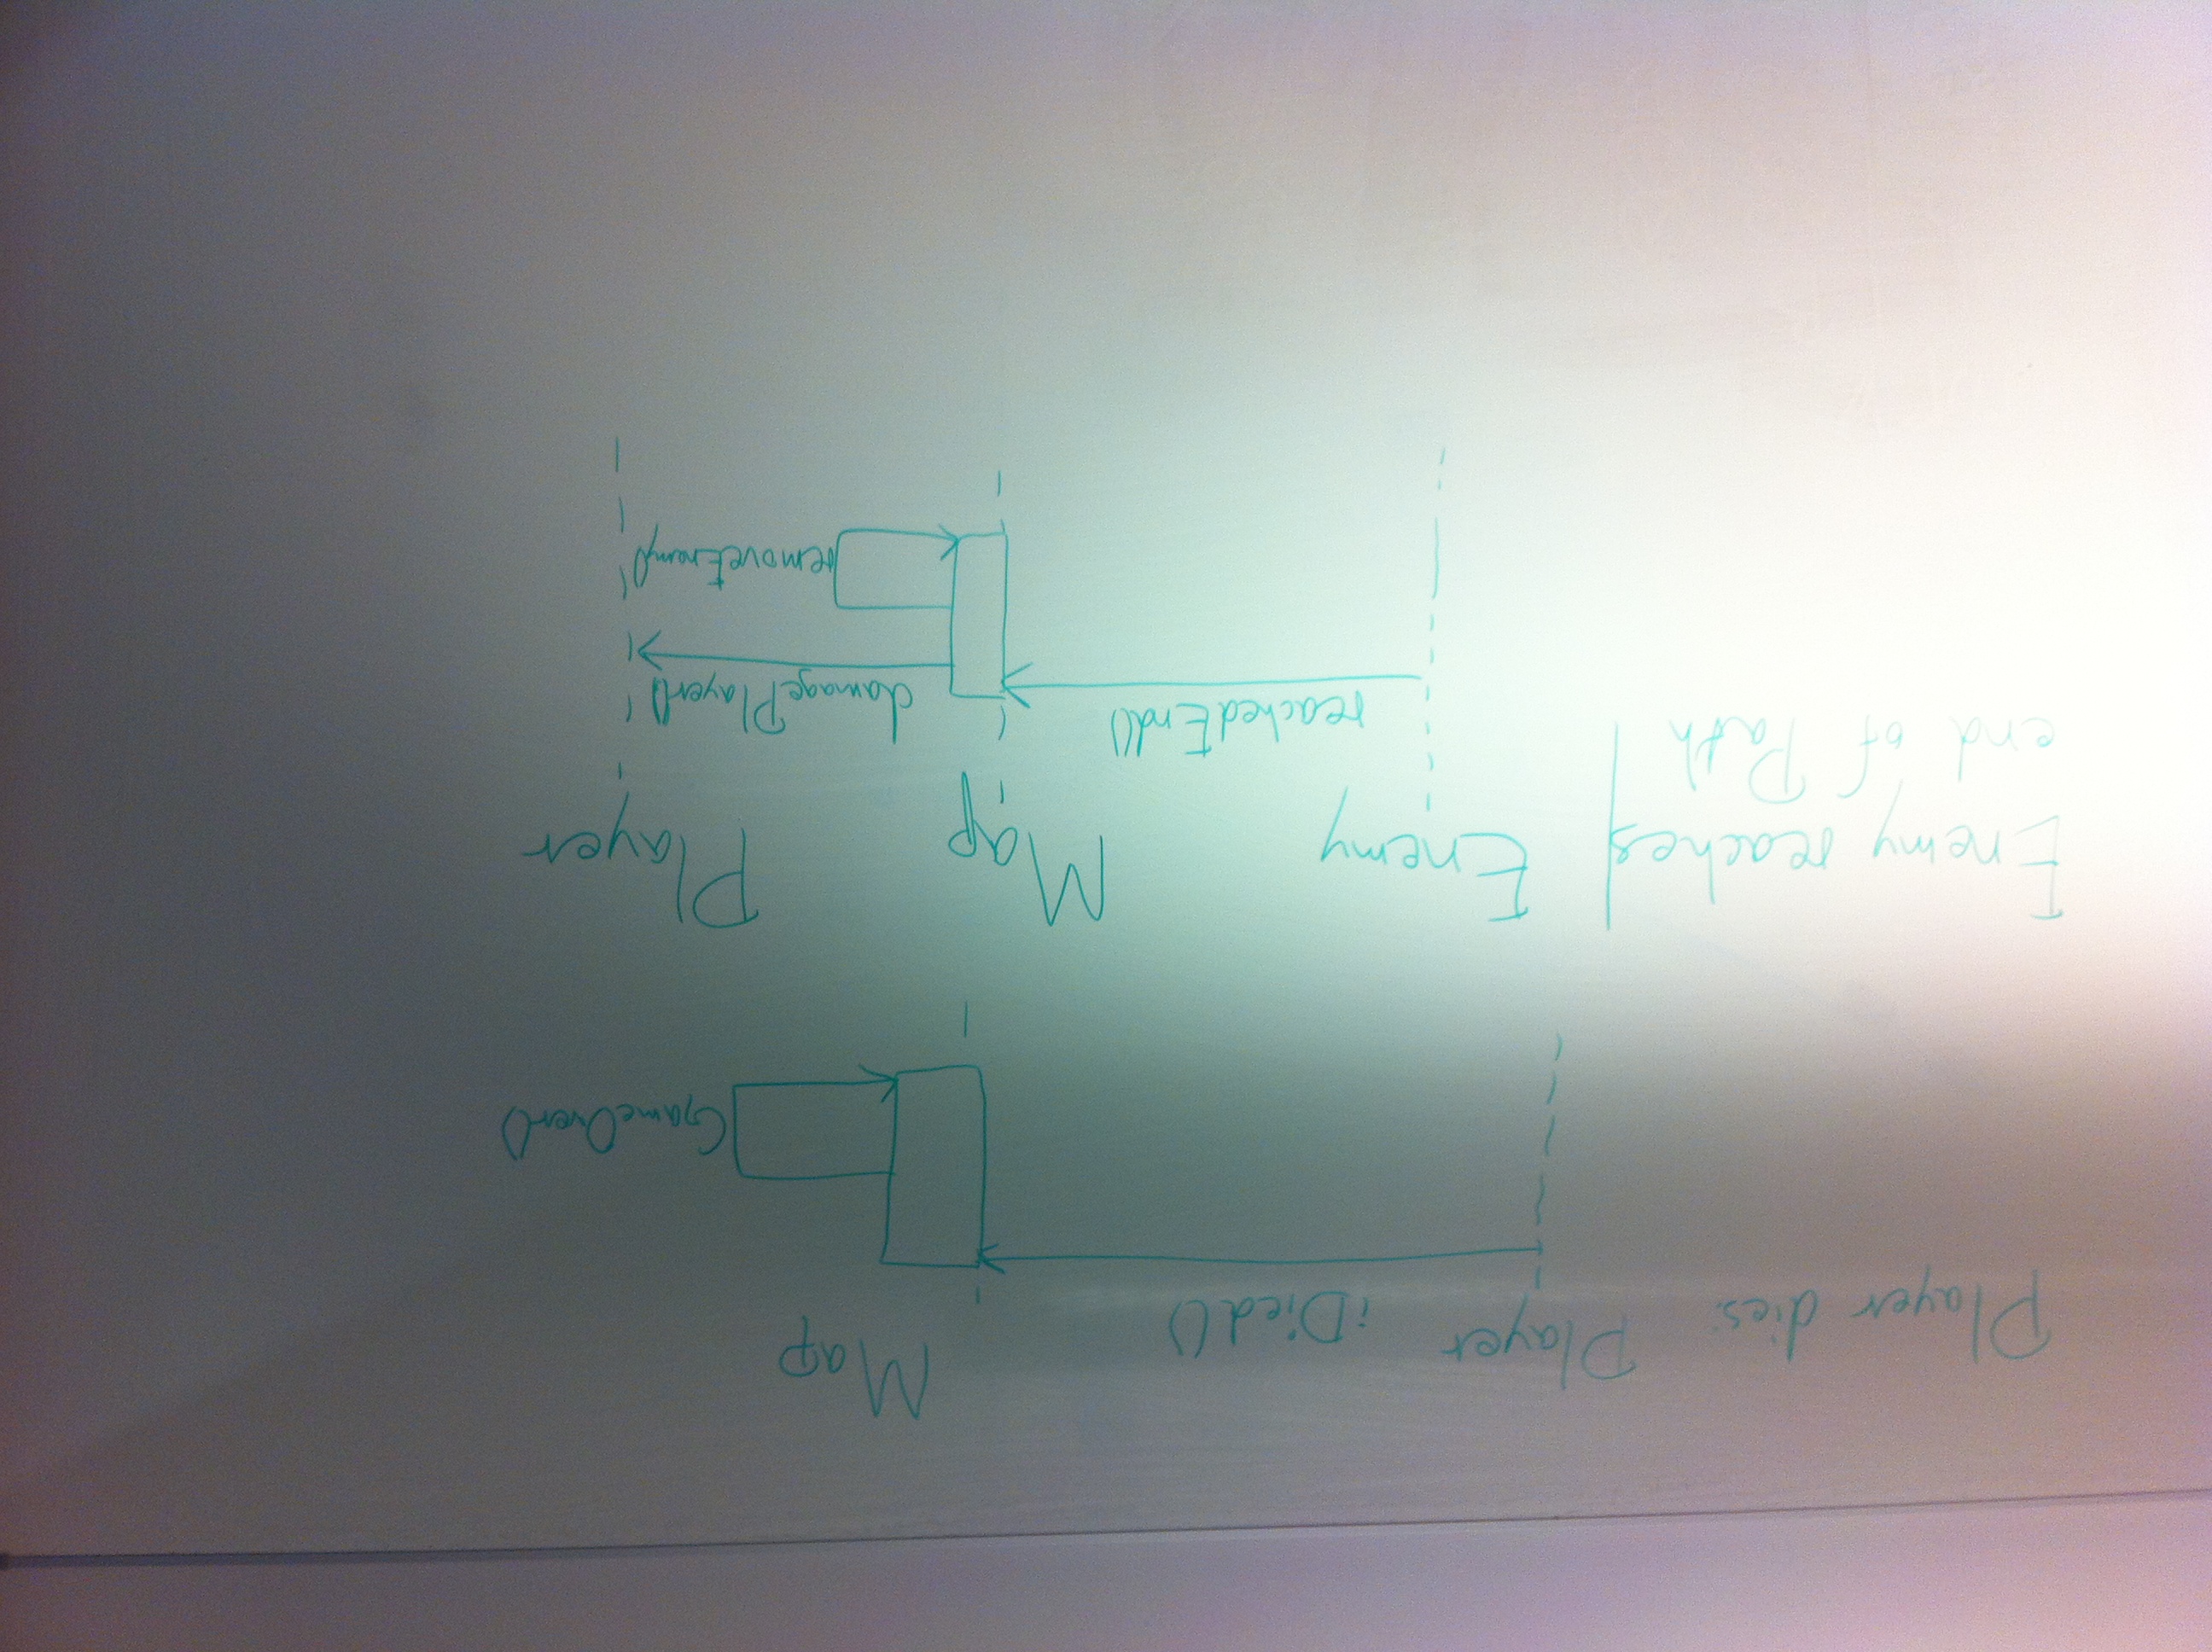 Player dies: Player iDied() Map
GameOver()
Enemy reaches Enemy Map Player
end of Path
reachedEnd() damagePlayer()
removeEnemy()